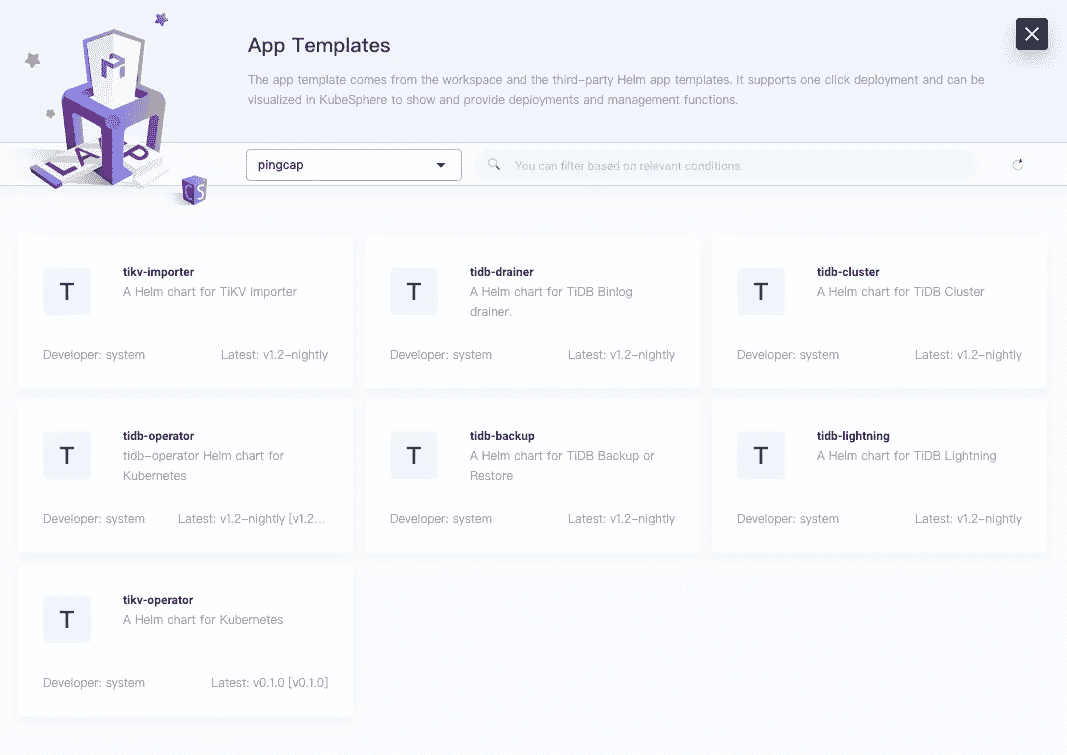 App Templates
The app template comes from the workspace and the third-party Helm app templates. It supports one click deployment and can be
visualized in KubeSphere to show and provide deployments and management functions.
pingcap
You can filter based on relevant conditions
T
tikv-importer
A Helm chart for TiKV Importer
Developer: system
Latest: v1.2-nightly
T
tidb-drainer
A Helm chart for TiDB Binlog
drainer.
Developer: system
Latest: v1.2-nightly
T
tidb-cluster
A Helm chart for TiDB Cluster
Developer: system
Latest: v1.2-nightly
T
tidb-operator
tidb-operator Helm chart for
Kubernetes
Developer: system
Latest: v1.2-nightly [v1.2...
T
tidb-backup
A Helm chart for TiDB Backup or
Restore
Developer: system
Latest: v1.2-nightly
T
tidb-lightning
A Helm chart for TiDB Lightning
Developer: system
Latest: v1.2-nightly
T
tikv-operator
A Helm chart for Kubernetes
Developer: system
Latest: v0.1.0 [v0.1.0]